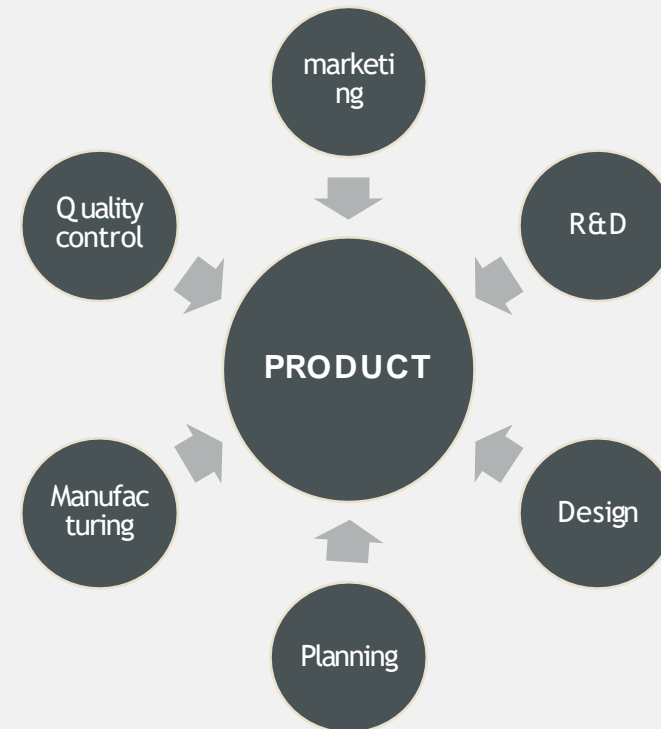 marketi
ng
Quality
control
R&D
PRODUCT
Manufac
turing
Design
Planning